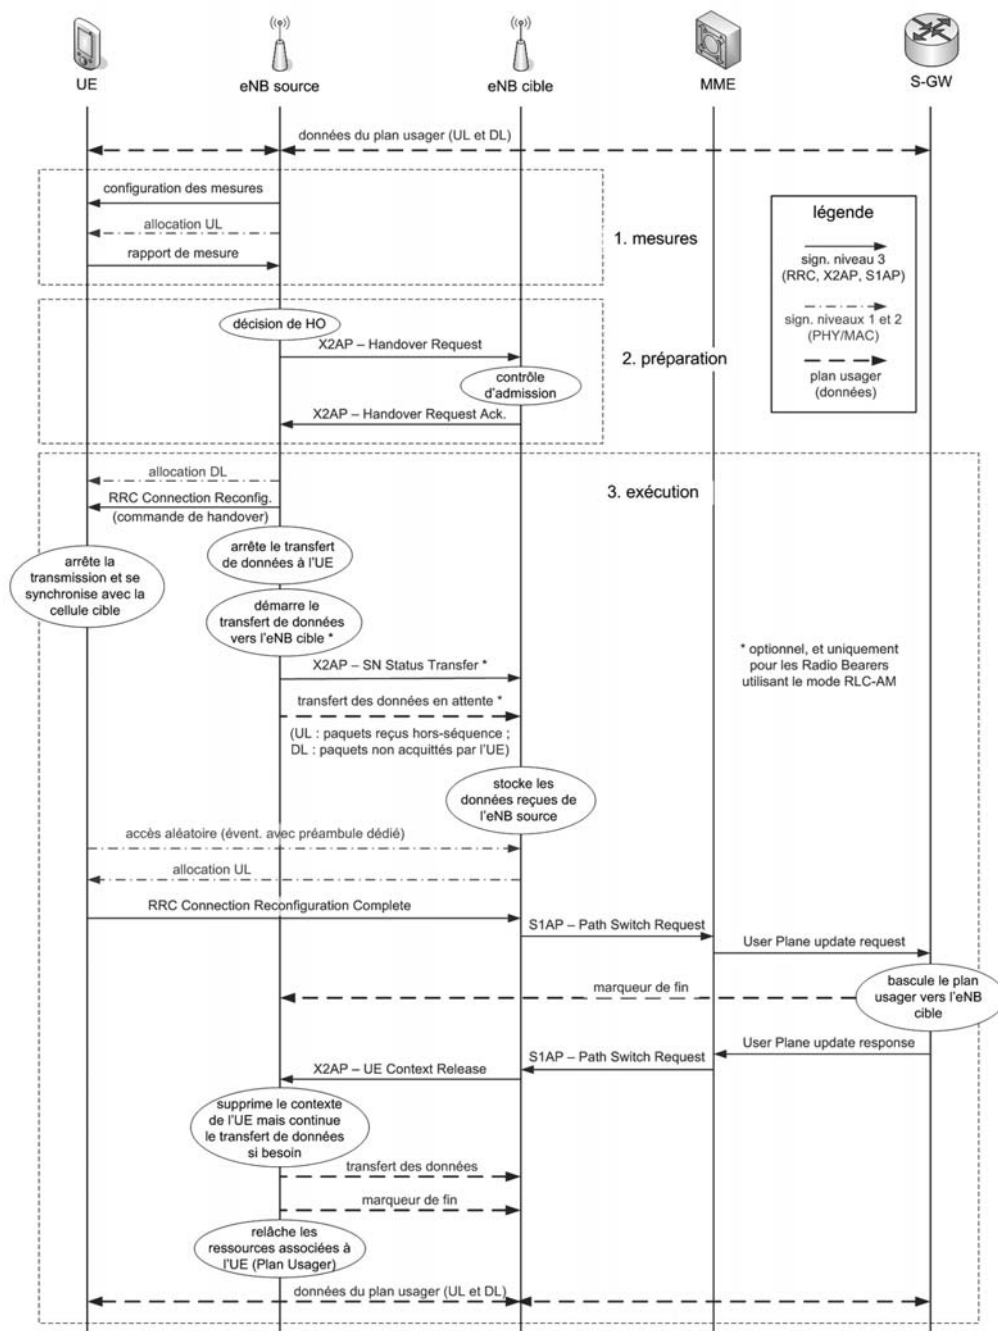 UE
eNB source
eNB cible
MME
S-GW
données du plan usager (UL et DL)
configuration des mesures
allocation UL
rapport de mesure
1. mesures
légende
sign. niveau 3
(RRC, X2AP, S1AP)
sign. niveaux 1 et 2
(PHY/MAC)
plan usager
(données)
décision de HO
X2AP – Handover Request
2. préparation
contrôle
d'admission
X2AP – Handover Request Ack.
allocation DL
3. exécution
RRC Connection Reconfig.
(commande de handover)
arrête le transfert
de données à l'UE
arrête la
transmission et se
synchronise avec la
cellule cible
démarre le
transfert de données
vers l'eNB cible *
* optionnel, et uniquement
pour les Radio Bearers
utilisant le mode RLC-AM
X2AP – SN Status Transfer *
transfert des données en attente *
(UL : paquets reçus hors-séquence ;
DL : paquets non acquittés par l'UE)
stocke les
données reçues de
l'eNB source
accès aléatoire (évent. avec préambule dédié)
allocation UL
RRC Connection Reconfiguration Complete
S1AP – Path Switch Request
User Plane update request
bascule le plan
usager vers l'eNB
cible
marqueur de fin
User Plane update response
S1AP – Path Switch Request
X2AP – UE Context Release
supprime le contexte
de l'UE mais continue
le transfert de données
si besoin
transfert des données
marqueur de fin
relâche les
ressources associées à
l'UE (Plan Usager)
données du plan usager (UL et DL)